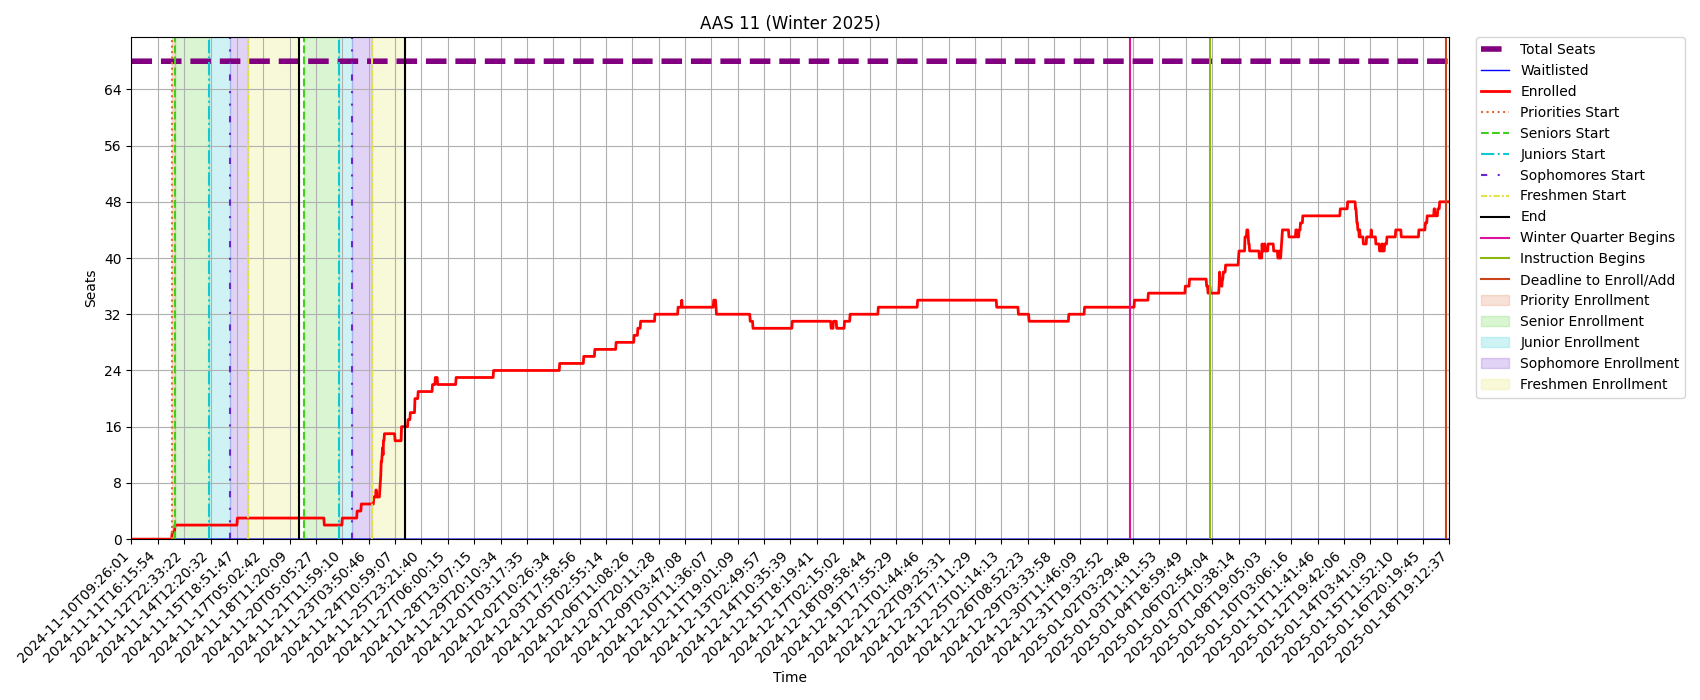 AAS 11 (Winter 2025)
64
56
48
40
32
24
16
8
0
Seats
2024-11-10T09:26:01
2024-11-11T16:15:54
2024-11-12T22:33:22
2024-11-14T12:20:32
2024-11-15T18:51:47
2024-11-17T05:02:42
2024-11-18T11:20:09
2024-11-20T05:05:27
2024-11-21T11:59:10
2024-11-23T03:50:46
2024-11-24T10:59:07
2024-11-25T23:21:40
2024-11-27T06:00:15
2024-11-28T13:07:15
2024-11-29T20:10:34
2024-12-01T03:17:35
2024-12-02T10:26:34
2024-12-03T17:58:56
2024-12-05T02:55:14
2024-12-06T11:08:26
2024-12-07T20:11:28
2024-12-09T03:47:08
2024-12-10T11:36:07
2024-12-11T19:01:09
2024-12-13T02:49:57
2024-12-14T10:35:39
2024-12-15T18:19:41
2024-12-17T02:15:02
2024-12-18T09:58:44
2024-12-19T17:55:29
2024-12-21T01:44:46
2024-12-22T09:25:31
2024-12-23T17:11:29
2024-12-25T01:14:13
2024-12-26T08:52:23
2024-12-29T03:33:58
2024-12-30T11:46:09
2024-12-31T19:32:52
2025-01-02T03:29:48
2025-01-03T11:11:53
2025-01-04T18:59:49
2025-01-06T02:54:04
2025-01-07T10:38:14
2025-01-08T19:05:03
2025-01-10T03:06:16
2025-01-11T11:41:46
2025-01-12T19:42:06
2025-01-14T03:41:09
2025-01-15T11:52:10
2025-01-16T20:19:45
2025-01-18T19:12:37
Time
Total Seats
Waitlisted
Enrolled
Priorities Start
Seniors Start
Juniors Start
Sophomores Start
Freshmen Start
End
Winter Quarter Begins
Instruction Begins
Deadline to Enroll/Add
Priority Enrollment
Senior Enrollment
Junior Enrollment
Sophomore Enrollment
Freshmen Enrollment